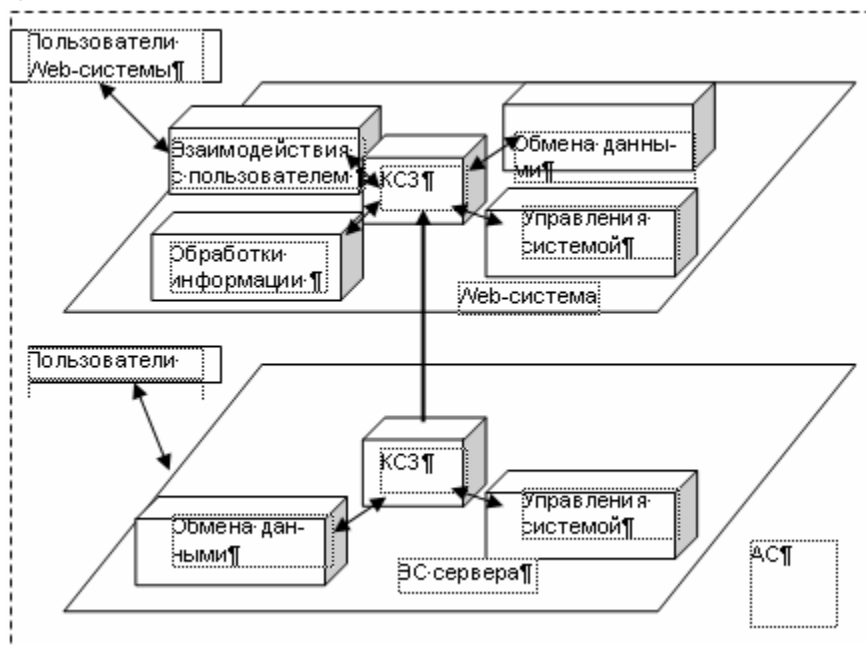 Пользователи
Web-системы¶
Взаимодействия
с пользователем ¶
КСЗ¶
Обмена данны-
ми¶
Обработки
информации ¶
Управления
системой¶
Web-система
Пользователи
КСЗ¶
Обмена дан-
ными¶
Управления
системой¶
ОС сервера¶
АС¶